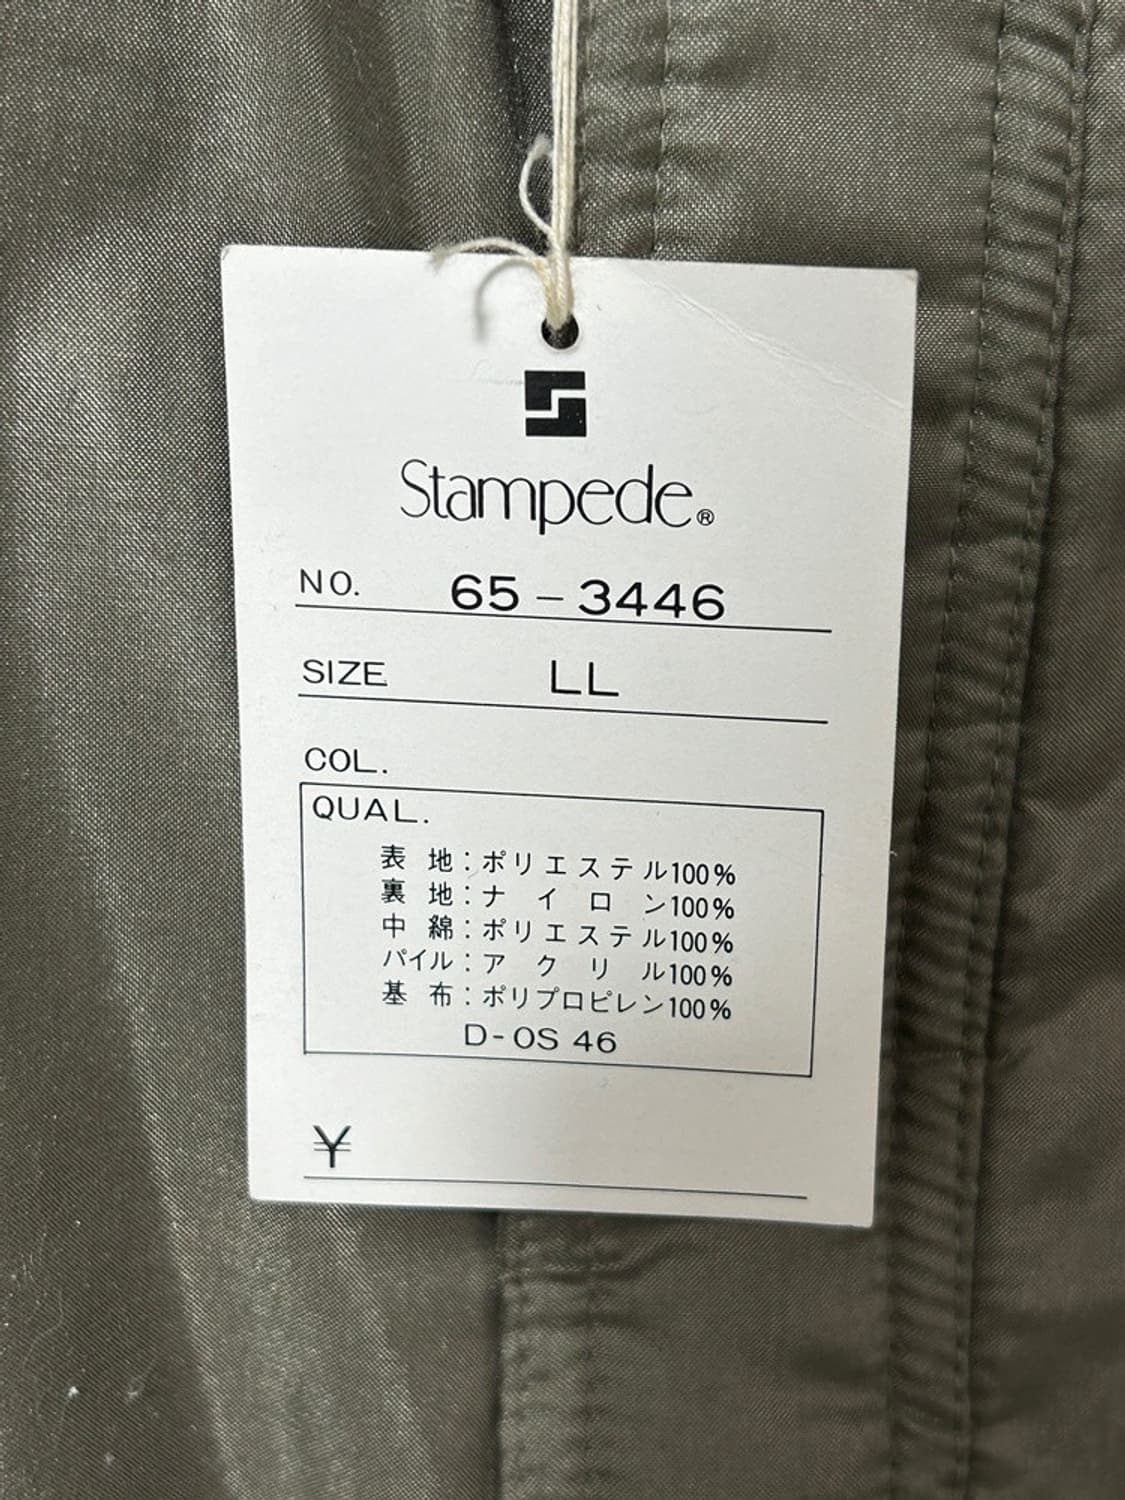 Stampede®
NO. 65-3446
SIZE LL
COL.
QUAL.
表地:ポリエステル100%
裏地:ナイロン100%
中綿:ポリエステル100%
パイル:アクリル100%
基布:ポリプロピレン100%
D-OS 46
¥